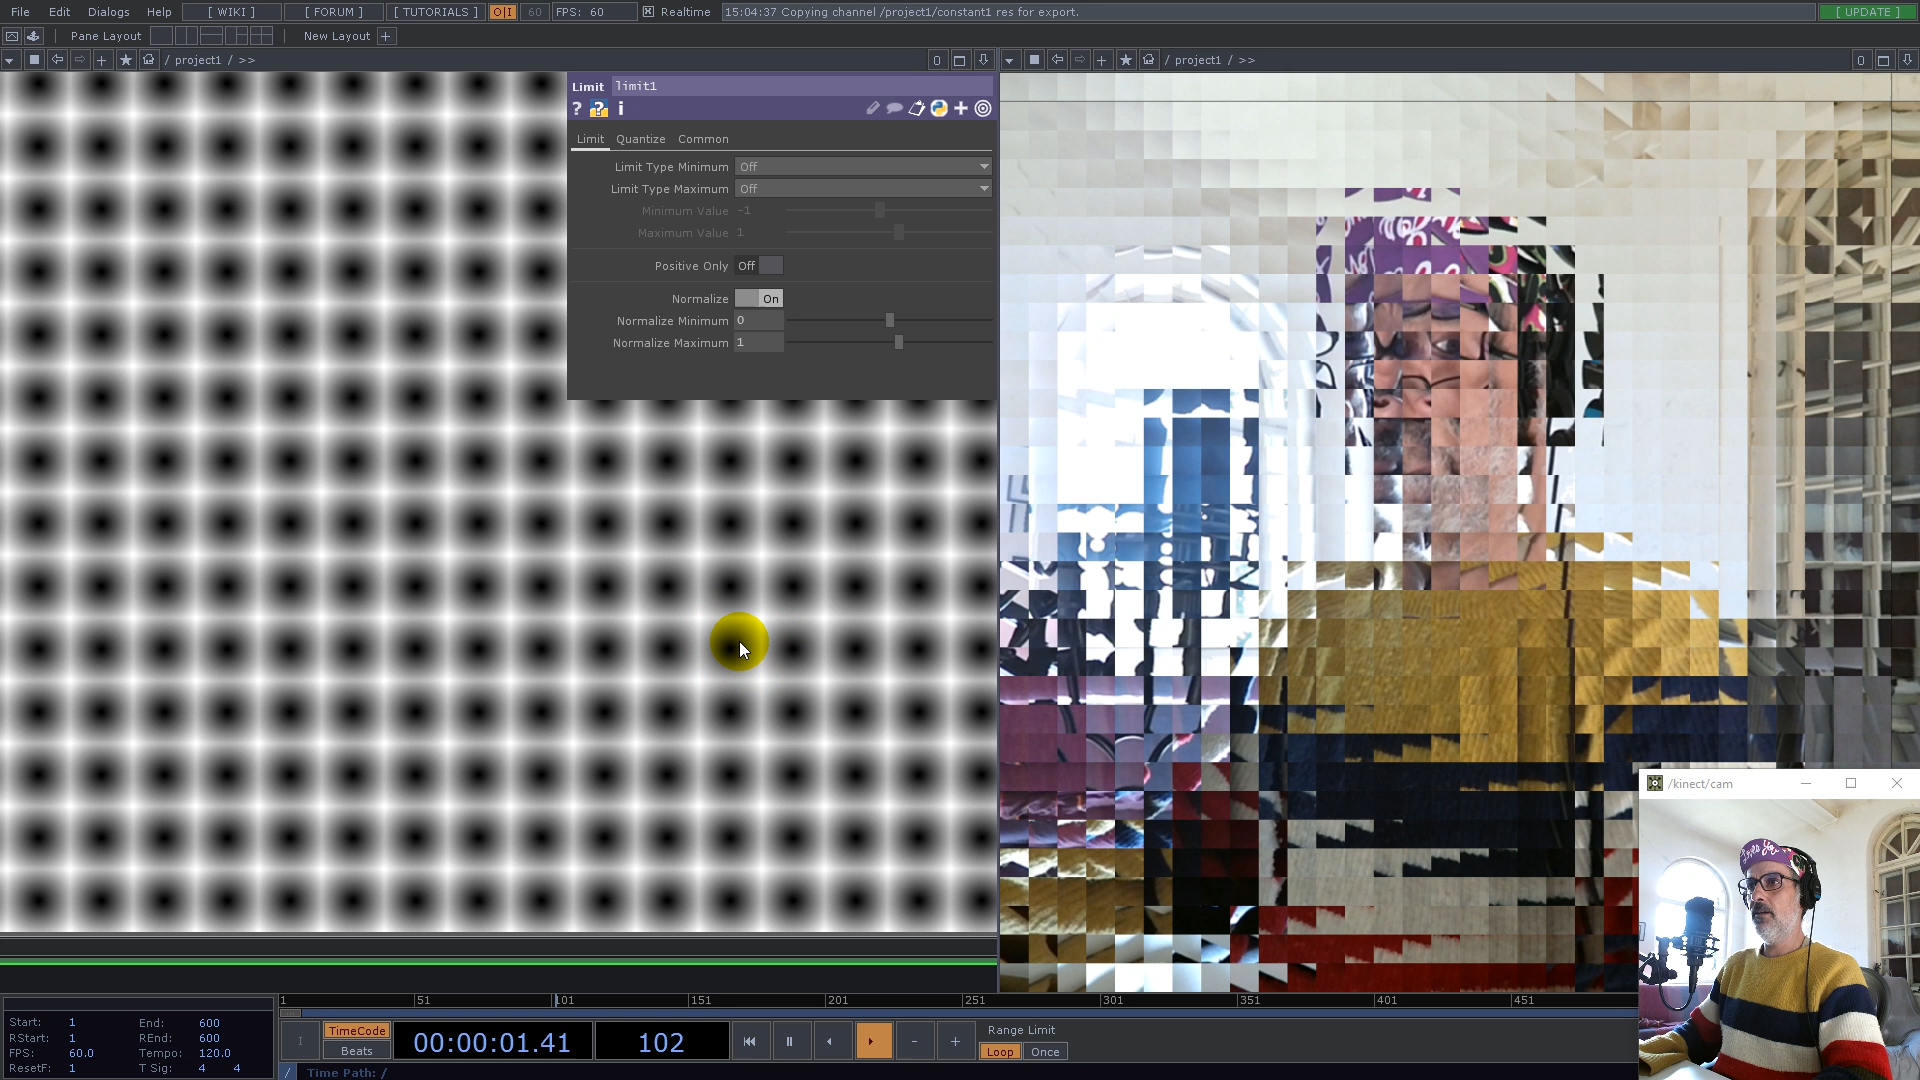 File Edit Dialogs Help [ WIKI ] [ FORUM ] [ TUTORIALS ] O|I 60 FPS: 60 Realtime 15:04:37 Copying channel /project1/constant1 res for export. [ UPDATE ]
Pane Layout New Layout +
/ project1 / >> 0 / project1 / >> 0
Limit limit1
? ? i
Limit Quantize Common
Limit Type Minimum Off
Limit Type Maximum Off
Minimum Value -1
Maximum Value 1
Positive Only Off
Normalize On
Normalize Minimum 0
Normalize Maximum 1
/kinect/cam
Loves You
1 51 101 151 201 251 301 351 401 451
Start: 1 End: 600
RStart: 1 REnd: 600
FPS: 60.0 Tempo: 120.0
ResetF: 1 T Sig: 4 4
I TimeCode Beats 00:00:01.41 102 - +
Range Limit
Loop Once
/ Time Path: /